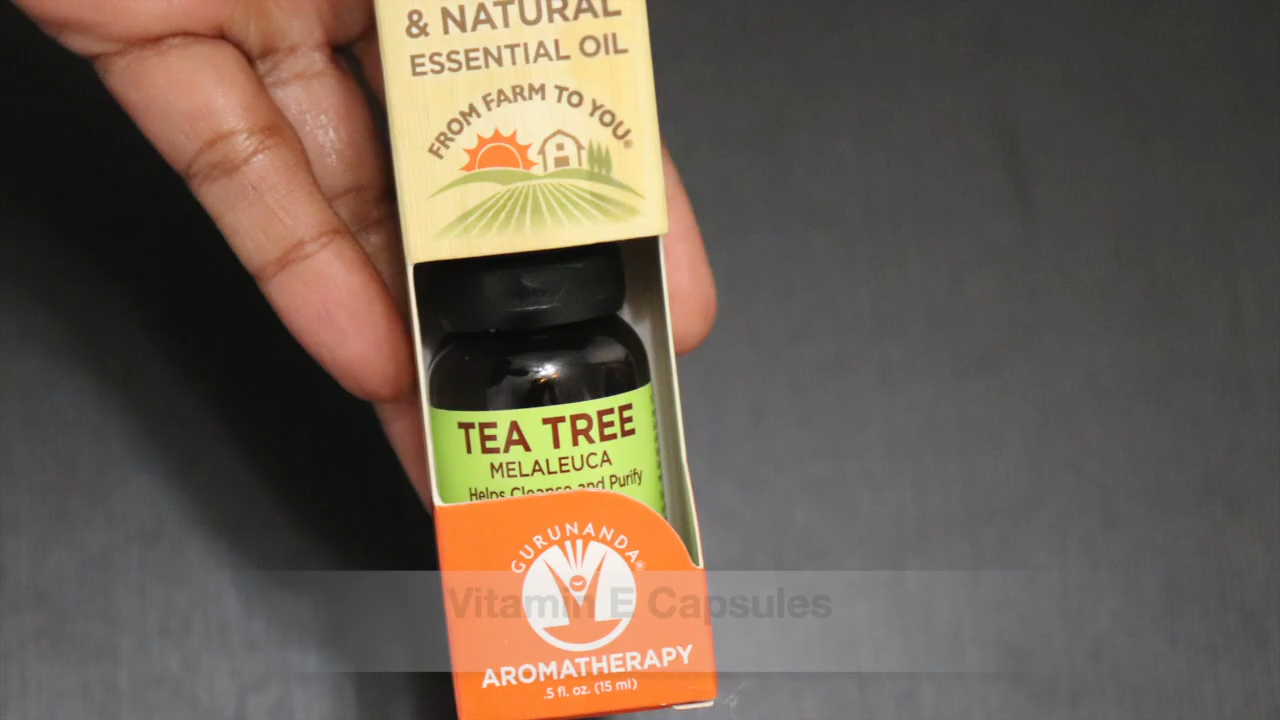 & NATURAL
ESSENTIAL OIL
FROM FARM TO YOU®
TEA TREE
MELALEUCA
Helps Cleanse and Purify
GURUNANDA®
Vitamin E Capsules
AROMATHERAPY
.5 fl. oz. (15 ml)